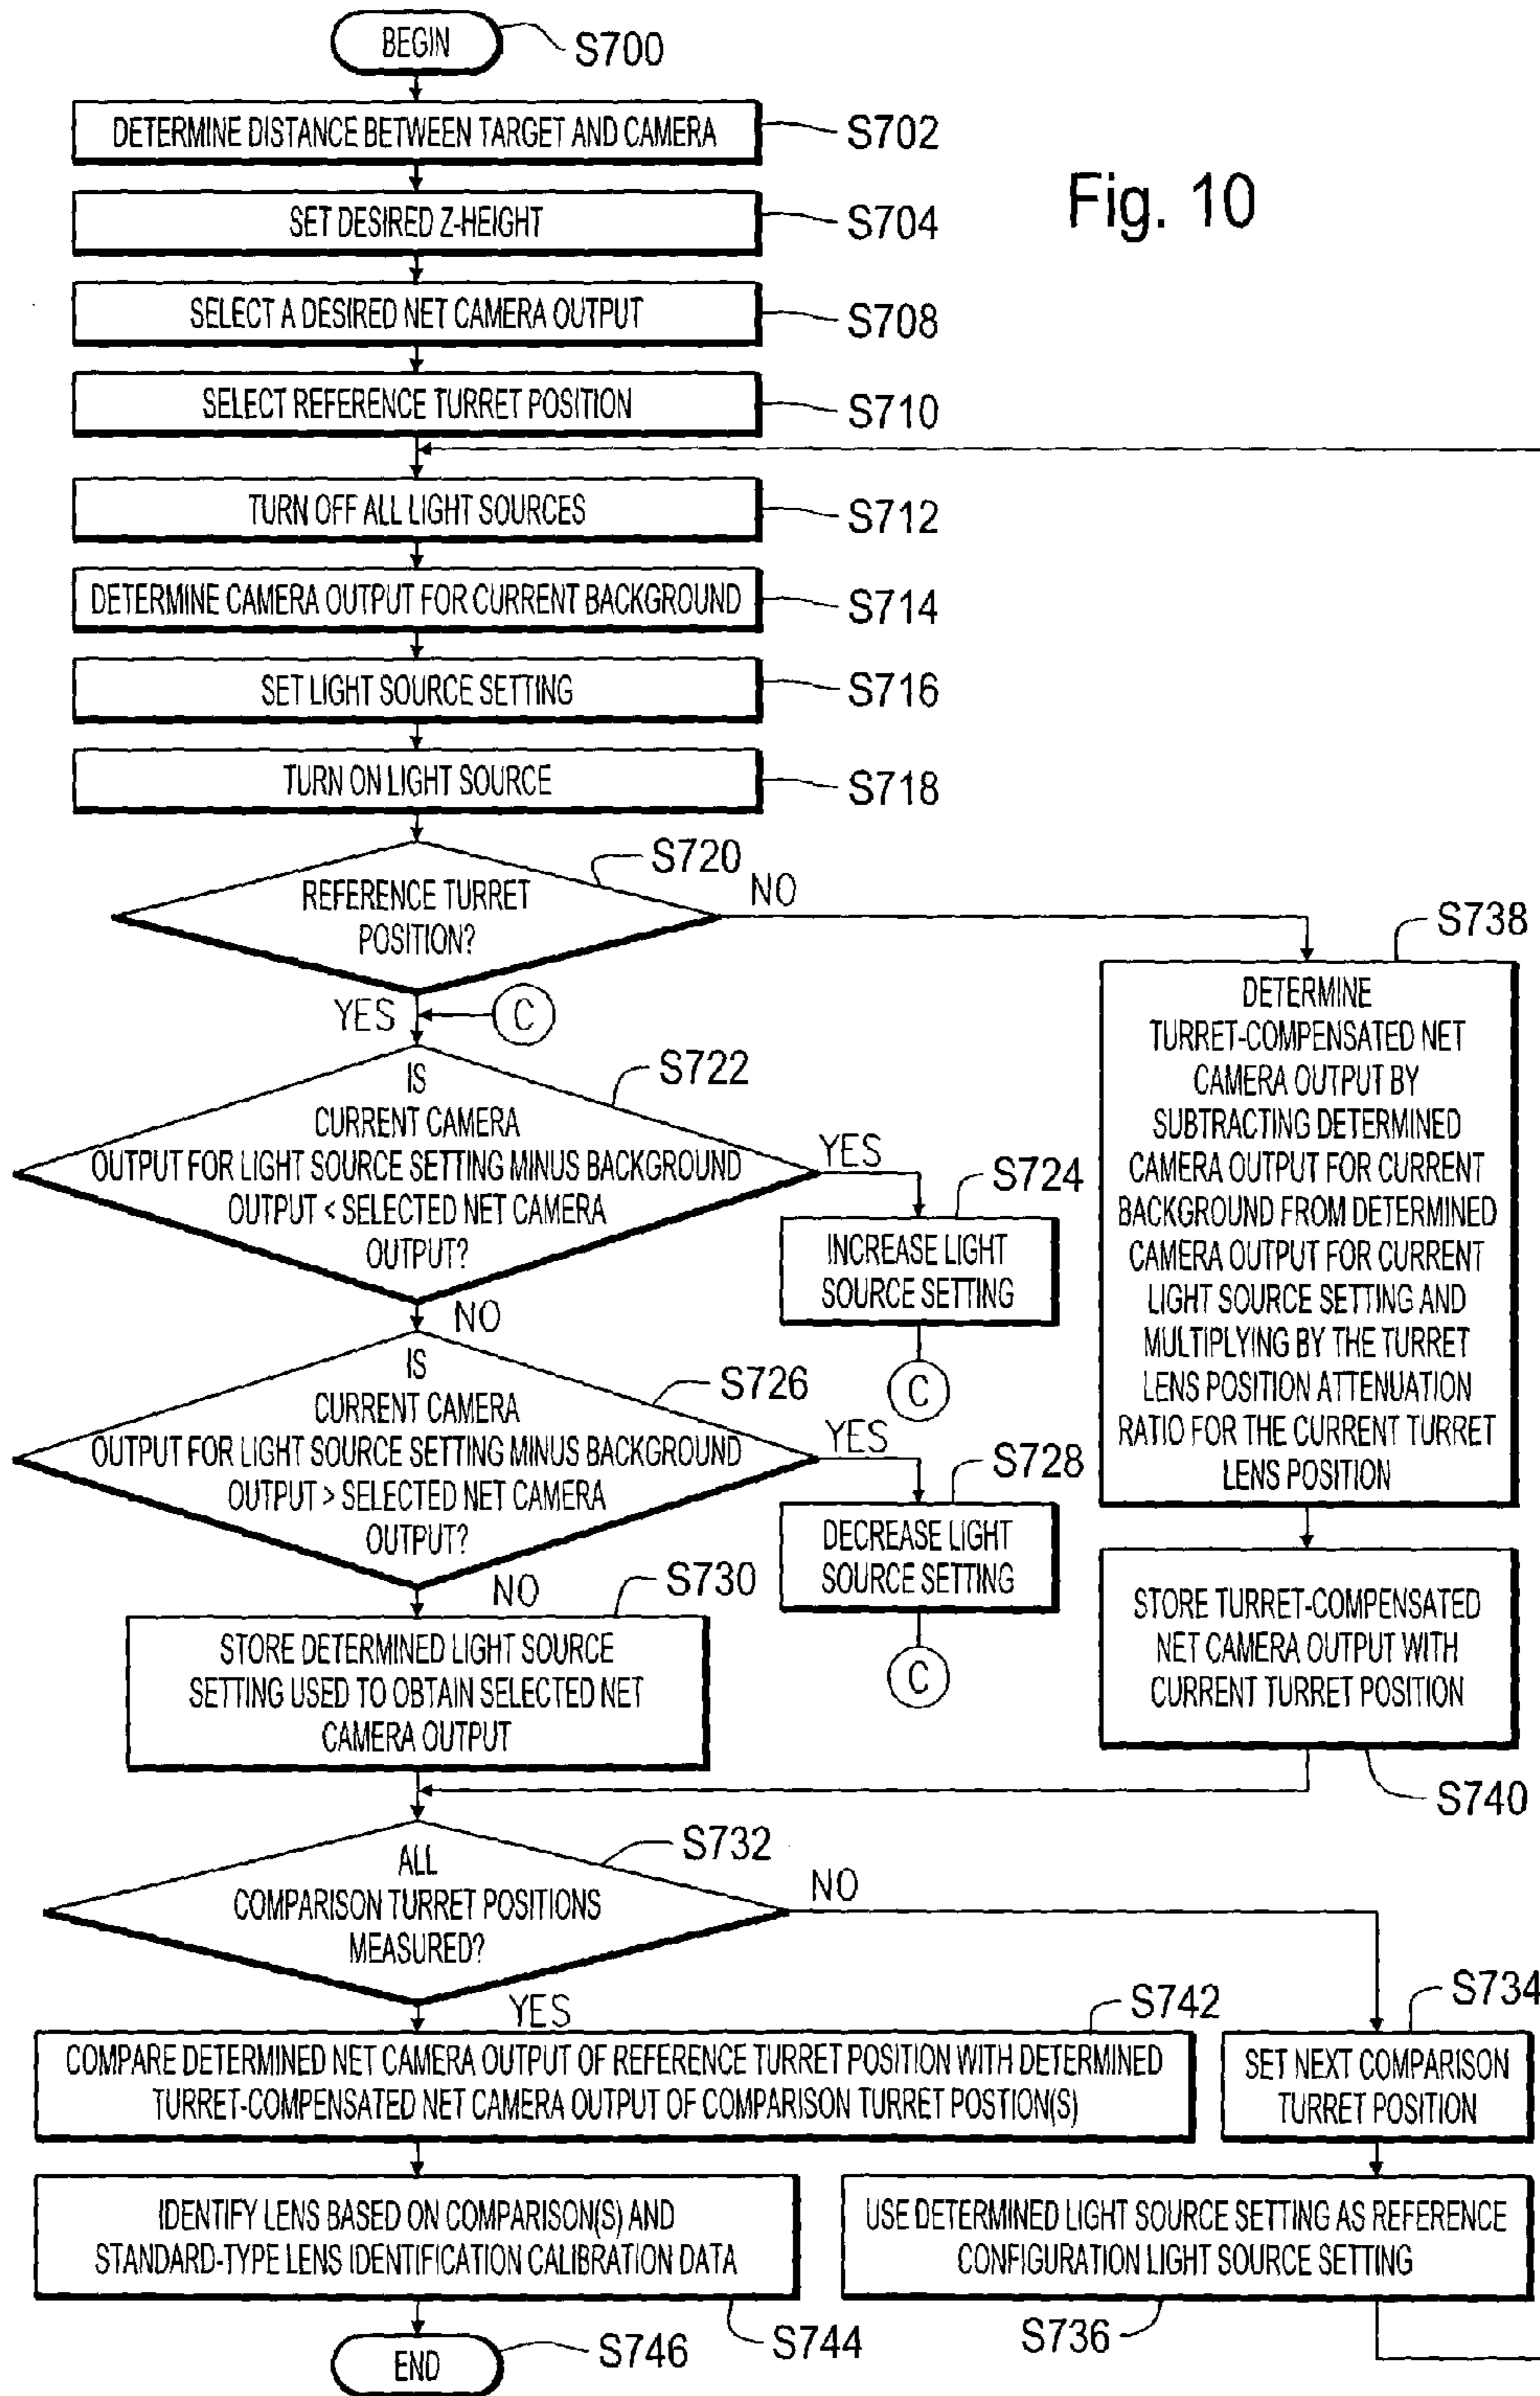 BEGIN
S700
DETERMINE DISTANCE BETWEEN TARGET AND CAMERA
S702
Fig. 10
SET DESIRED Z-HEIGHT
S704
SELECT A DESIRED NET CAMERA OUTPUT
S708
SELECT REFERENCE TURRET POSITION
S710
TURN OFF ALL LIGHT SOURCES
S712
DETERMINE CAMERA OUTPUT FOR CURRENT BACKGROUND
S714
SET LIGHT SOURCE SETTING
S716
TURN ON LIGHT SOURCE
S718
S720
REFERENCE TURRET
POSITION?
NO
YES
C
S722
IS
CURRENT CAMERA
OUTPUT FOR LIGHT SOURCE SETTING MINUS BACKGROUND
OUTPUT < SELECTED NET CAMERA
OUTPUT?
YES
S724
INCREASE LIGHT
SOURCE SETTING
C
NO
S726
IS
CURRENT CAMERA
OUTPUT FOR LIGHT SOURCE SETTING MINUS BACKGROUND
OUTPUT > SELECTED NET CAMERA
OUTPUT?
YES
S728
DECREASE LIGHT
SOURCE SETTING
C
NO
S730
STORE DETERMINED LIGHT SOURCE
SETTING USED TO OBTAIN SELECTED NET
CAMERA OUTPUT
S738
DETERMINE
TURRET-COMPENSATED NET
CAMERA OUTPUT BY
SUBTRACTING DETERMINED
CAMERA OUTPUT FOR CURRENT
BACKGROUND FROM DETERMINED
CAMERA OUTPUT FOR CURRENT
LIGHT SOURCE SETTING AND
MULTIPLYING BY THE TURRET
LENS POSITION ATTENUATION
RATIO FOR THE CURRENT TURRET
LENS POSITION
STORE TURRET-COMPENSATED
NET CAMERA OUTPUT WITH
CURRENT TURRET POSITION
S740
S732
ALL
COMPARISON TURRET POSITIONS
MEASURED?
NO
YES
S742
COMPARE DETERMINED NET CAMERA OUTPUT OF REFERENCE TURRET POSITION WITH DETERMINED
TURRET-COMPENSATED NET CAMERA OUTPUT OF COMPARISON TURRET POSTION(S)
S734
SET NEXT COMPARISON
TURRET POSITION
IDENTIFY LENS BASED ON COMPARISON(S) AND
STANDARD-TYPE LENS IDENTIFICATION CALIBRATION DATA
S744
USE DETERMINED LIGHT SOURCE SETTING AS REFERENCE
CONFIGURATION LIGHT SOURCE SETTING
S736
END
S746